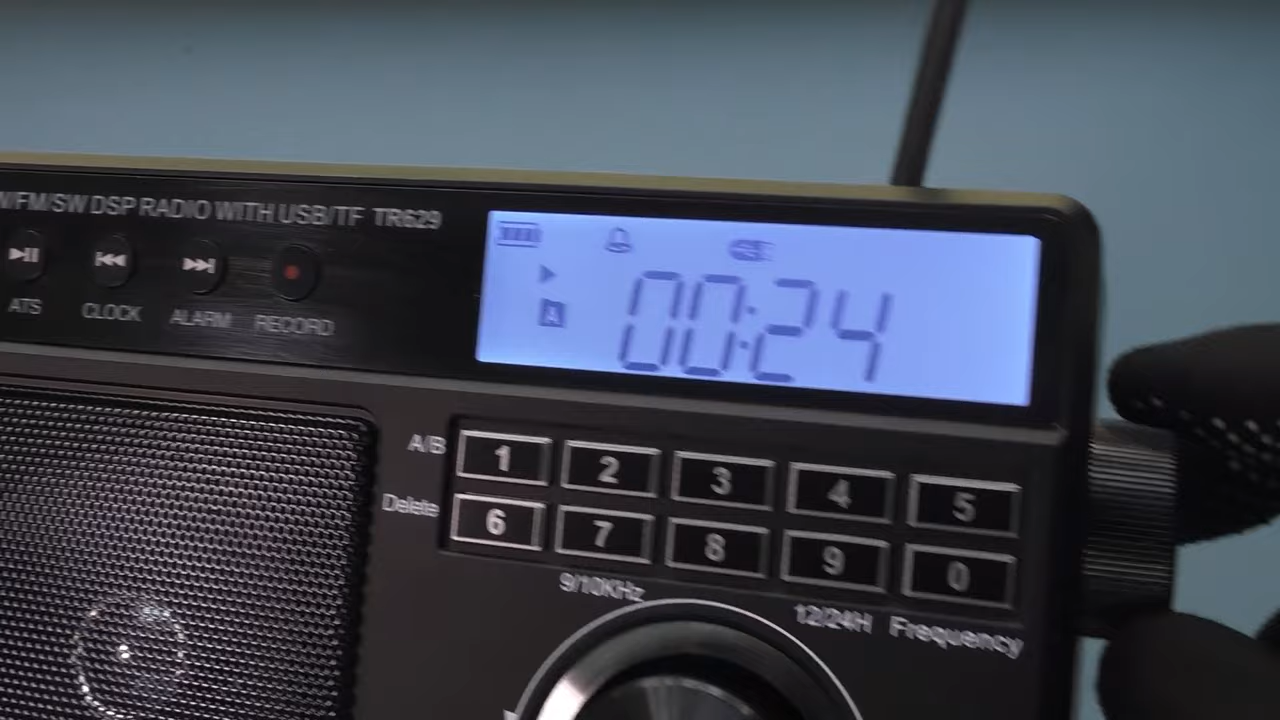 /FM/SW DSP RADIO WITH USB/TF TR629
ATS CLOCK ALARM RECORD
A
00:24
A/B 1 2 3 4 5
Delete 6 7 8 9 0
9/10KHz 12/24H Frequency